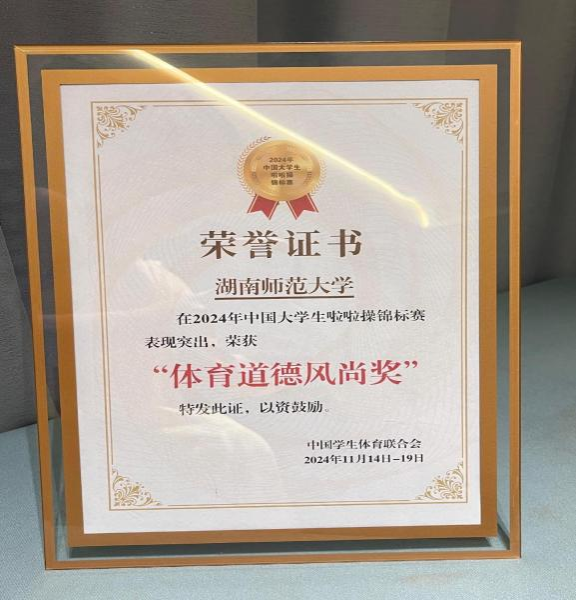 2024年
中国大学生
啦啦操
锦标赛
荣誉证书
湖南师范大学
在2024年中国大学生啦啦操锦标赛
表现突出，荣获
“体育道德风尚奖”
特发此证，以资鼓励。
中国学生体育联合会
2024年11月14日-19日